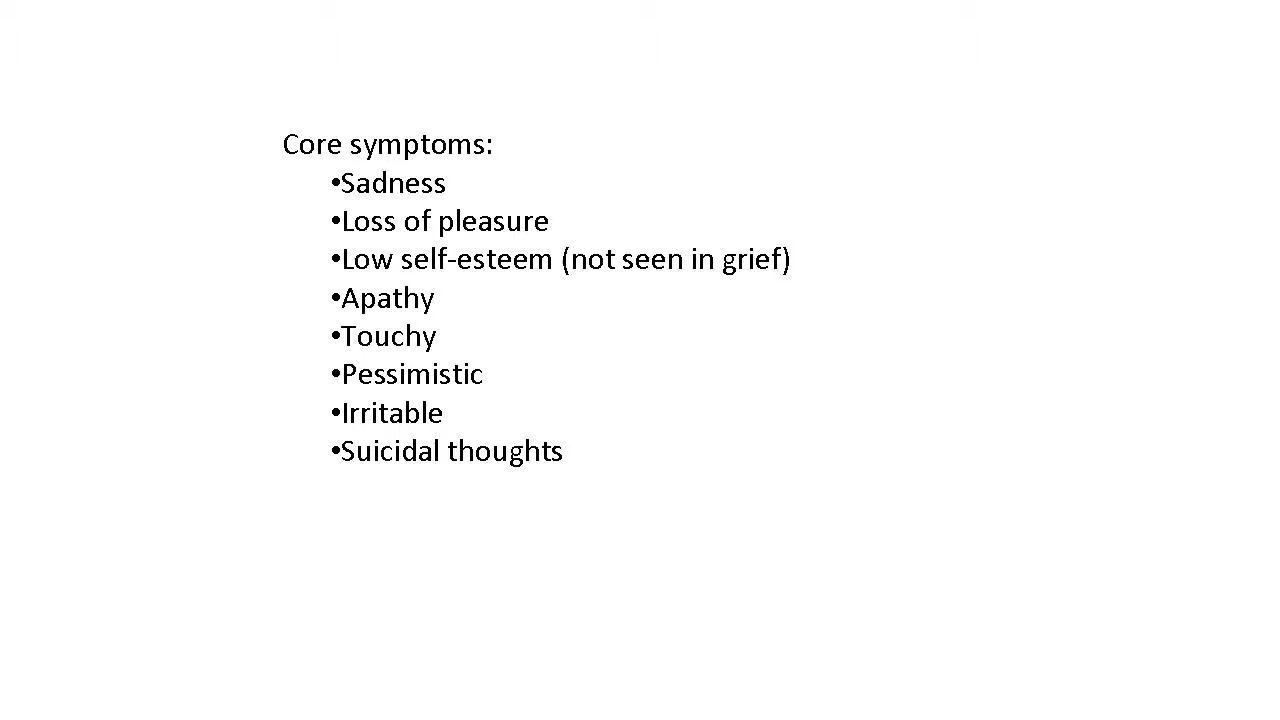 Core symptoms:
•Sadness
•Loss of pleasure
•Low self-esteem (not seen in grief)
•Apathy
•Touchy
•Pessimistic
•Irritable
•Suicidal thoughts